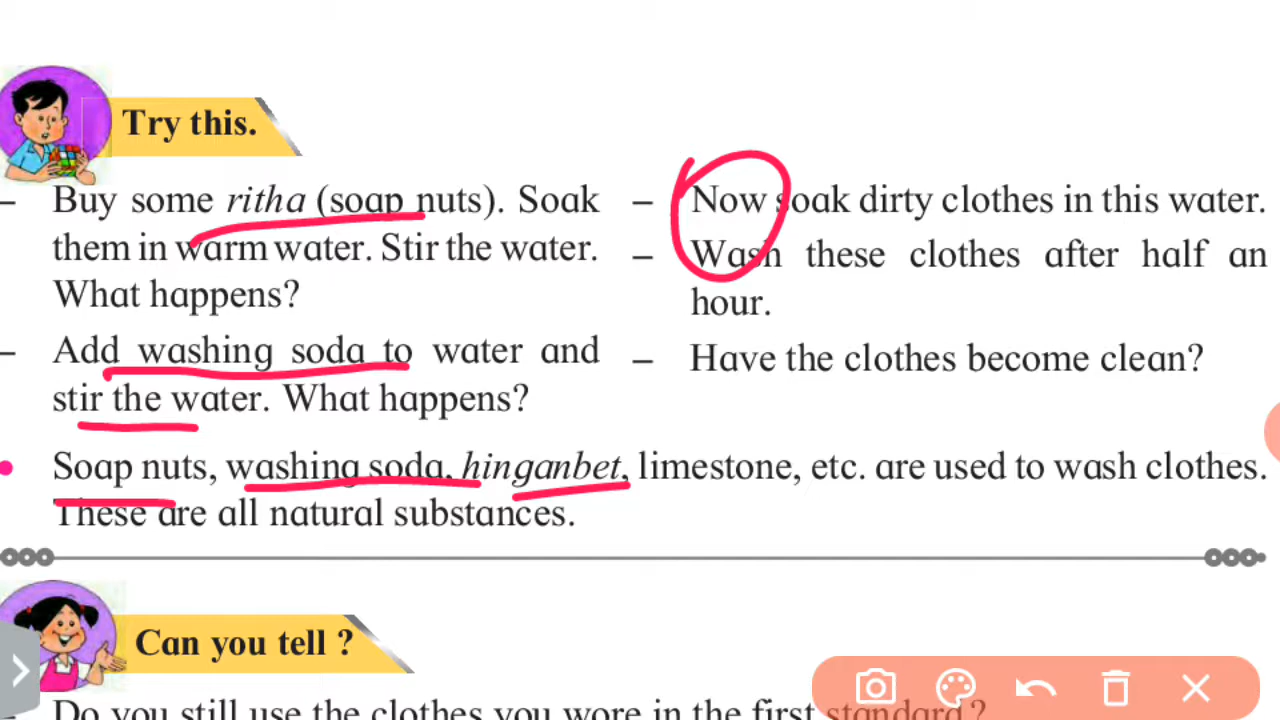 Try this.
Buy some ritha (soap nuts). Soak
them in warm water. Stir the water.
What happens?
– Add washing soda to water and
stir the water. What happens?
– Now soak dirty clothes in this water.
– Wash these clothes after half an
hour.
– Have the clothes become clean?
• Soap nuts, washing soda, hinganbet, limestone, etc. are used to wash clothes.
These are all natural substances.
Can you tell ?
– Do you still use the clothes you wore in the first standard?